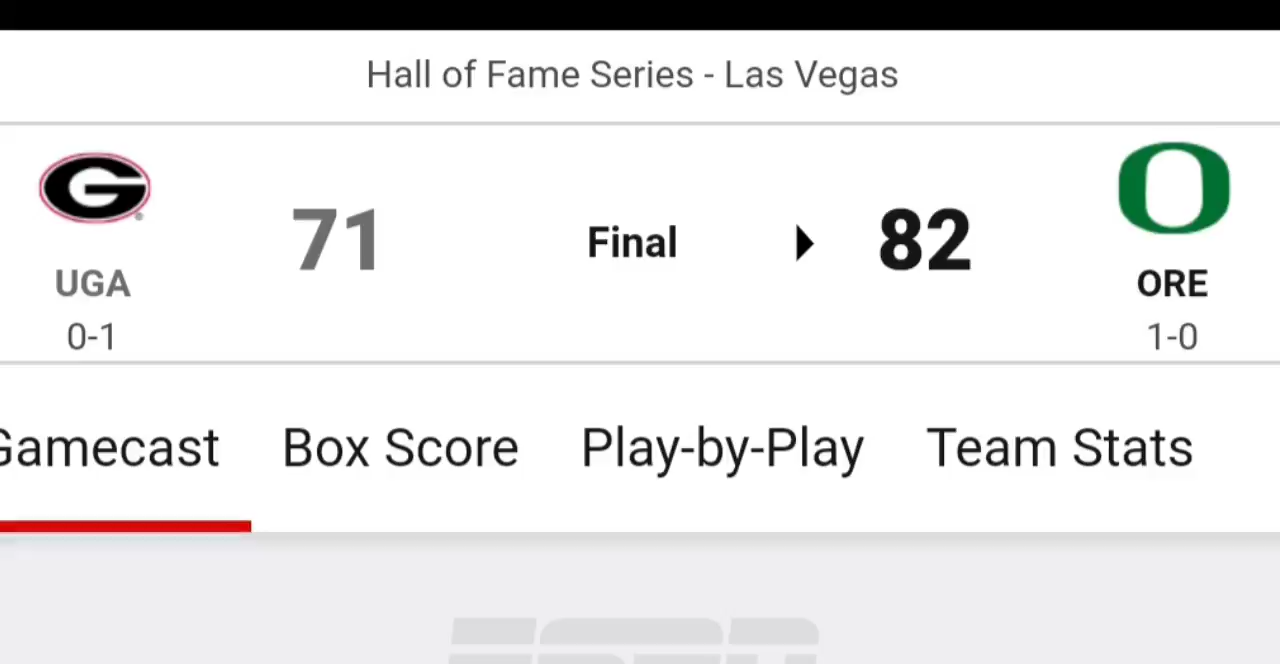 Hall of Fame Series - Las Vegas
G
O
71 Final 82
UGA ORE
0-1 1-0
Gamecast Box Score Play-by-Play Team Stats
ESPN